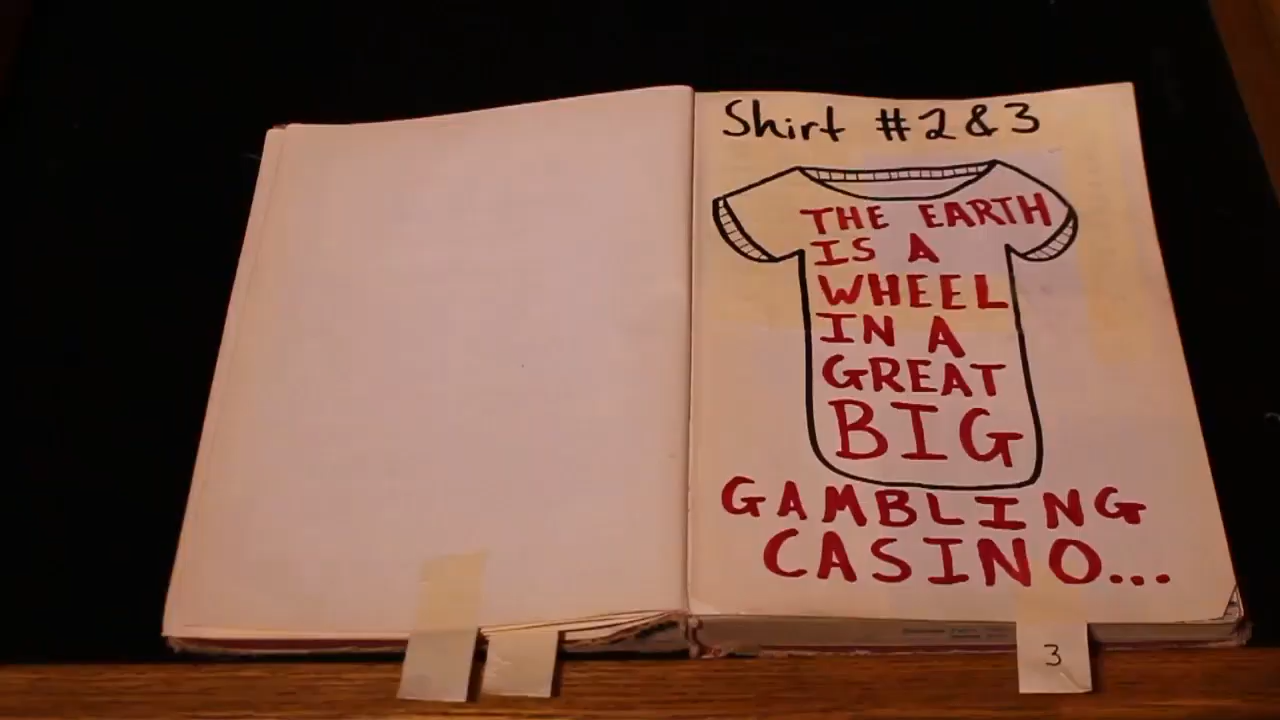 Shirt #2&3
THE EARTH
IS A
WHEEL
IN A
GREAT
BIG
GAMBLING
CASINO...
3